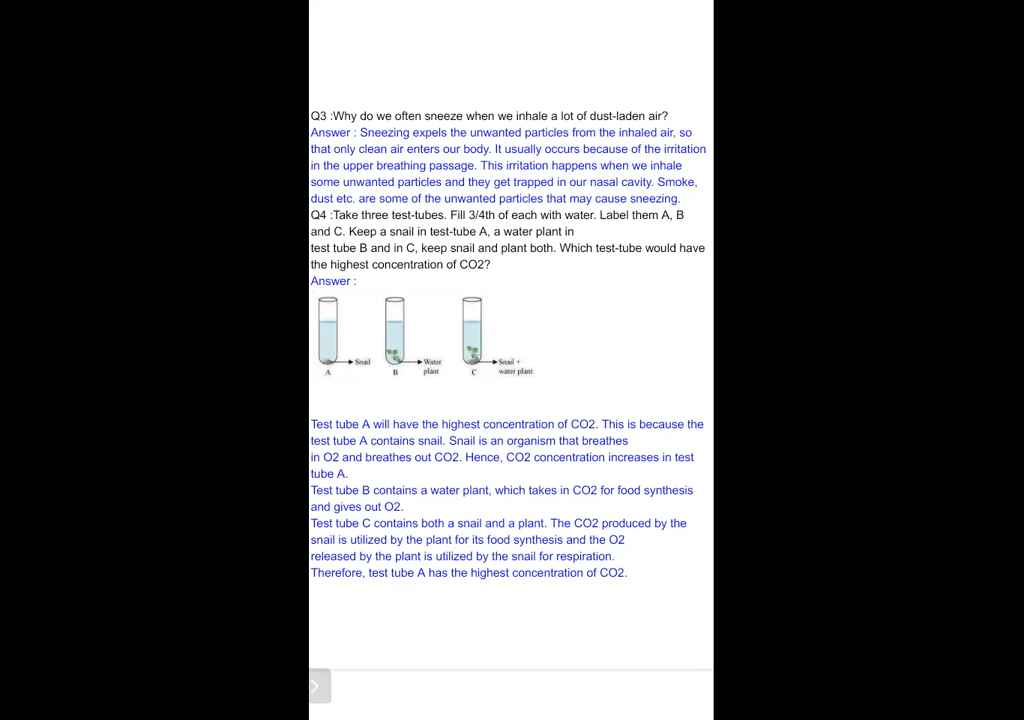 Q3 :Why do we often sneeze when we inhale a lot of dust-laden air?
Answer : Sneezing expels the unwanted particles from the inhaled air, so
that only clean air enters our body. It usually occurs because of the irritation
in the upper breathing passage. This irritation happens when we inhale
some unwanted particles and they get trapped in our nasal cavity. Smoke,
dust etc. are some of the unwanted particles that may cause sneezing.
Q4 :Take three test-tubes. Fill 3/4th of each with water. Label them A, B
and C. Keep a snail in test-tube A, a water plant in
test tube B and in C, keep snail and plant both. Which test-tube would have
the highest concentration of CO2?
Answer :
Snail
Water
plant
Snail +
water plant
A
B
C
Test tube A will have the highest concentration of CO2. This is because the
test tube A contains snail. Snail is an organism that breathes
in O2 and breathes out CO2. Hence, CO2 concentration increases in test
tube A.
Test tube B contains a water plant, which takes in CO2 for food synthesis
and gives out O2.
Test tube C contains both a snail and a plant. The CO2 produced by the
snail is utilized by the plant for its food synthesis and the O2
released by the plant is utilized by the snail for respiration.
Therefore, test tube A has the highest concentration of CO2.